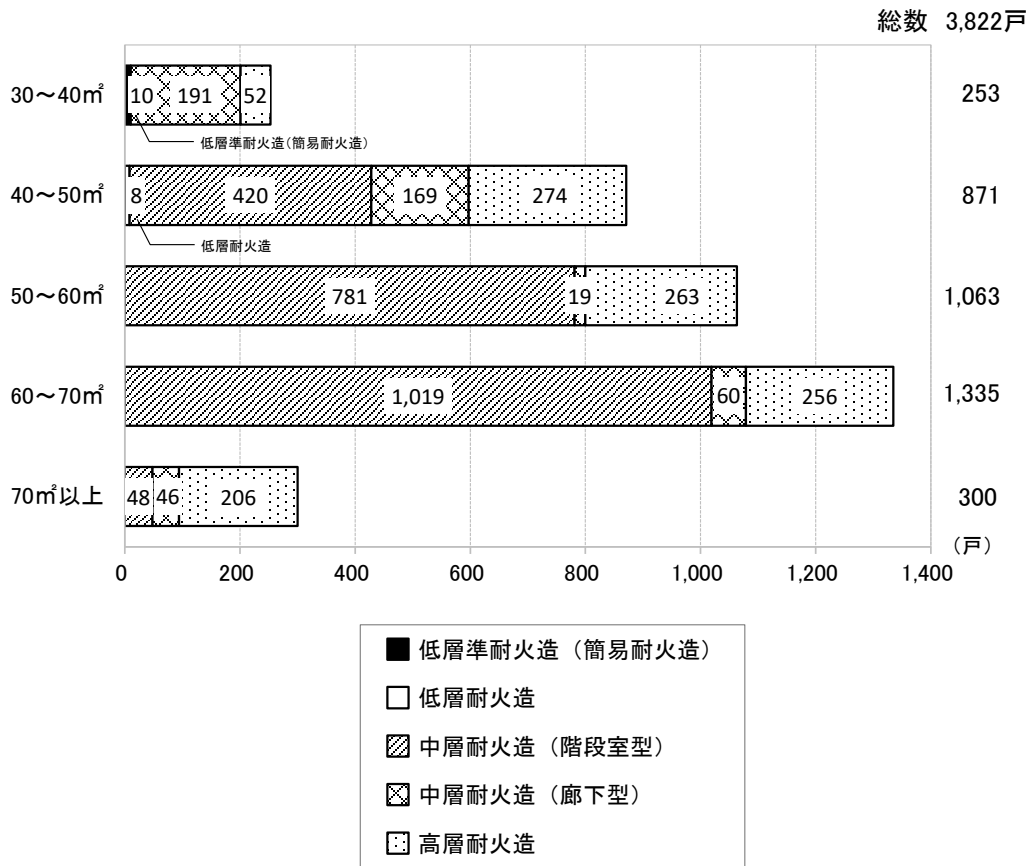 総数 3,822戸
30～40㎡ 10 191 52 253
低層準耐火造(簡易耐火造)
40～50㎡ 8 420 169 274 871
低層耐火造
50～60㎡ 781 19 263 1,063
60～70㎡ 1,019 60 256 1,335
70㎡以上 48 46 206 300
（戸）
0 200 400 600 800 1,000 1,200 1,400
低層準耐火造（簡易耐火造）
低層耐火造
中層耐火造（階段室型）
中層耐火造（廊下型）
高層耐火造